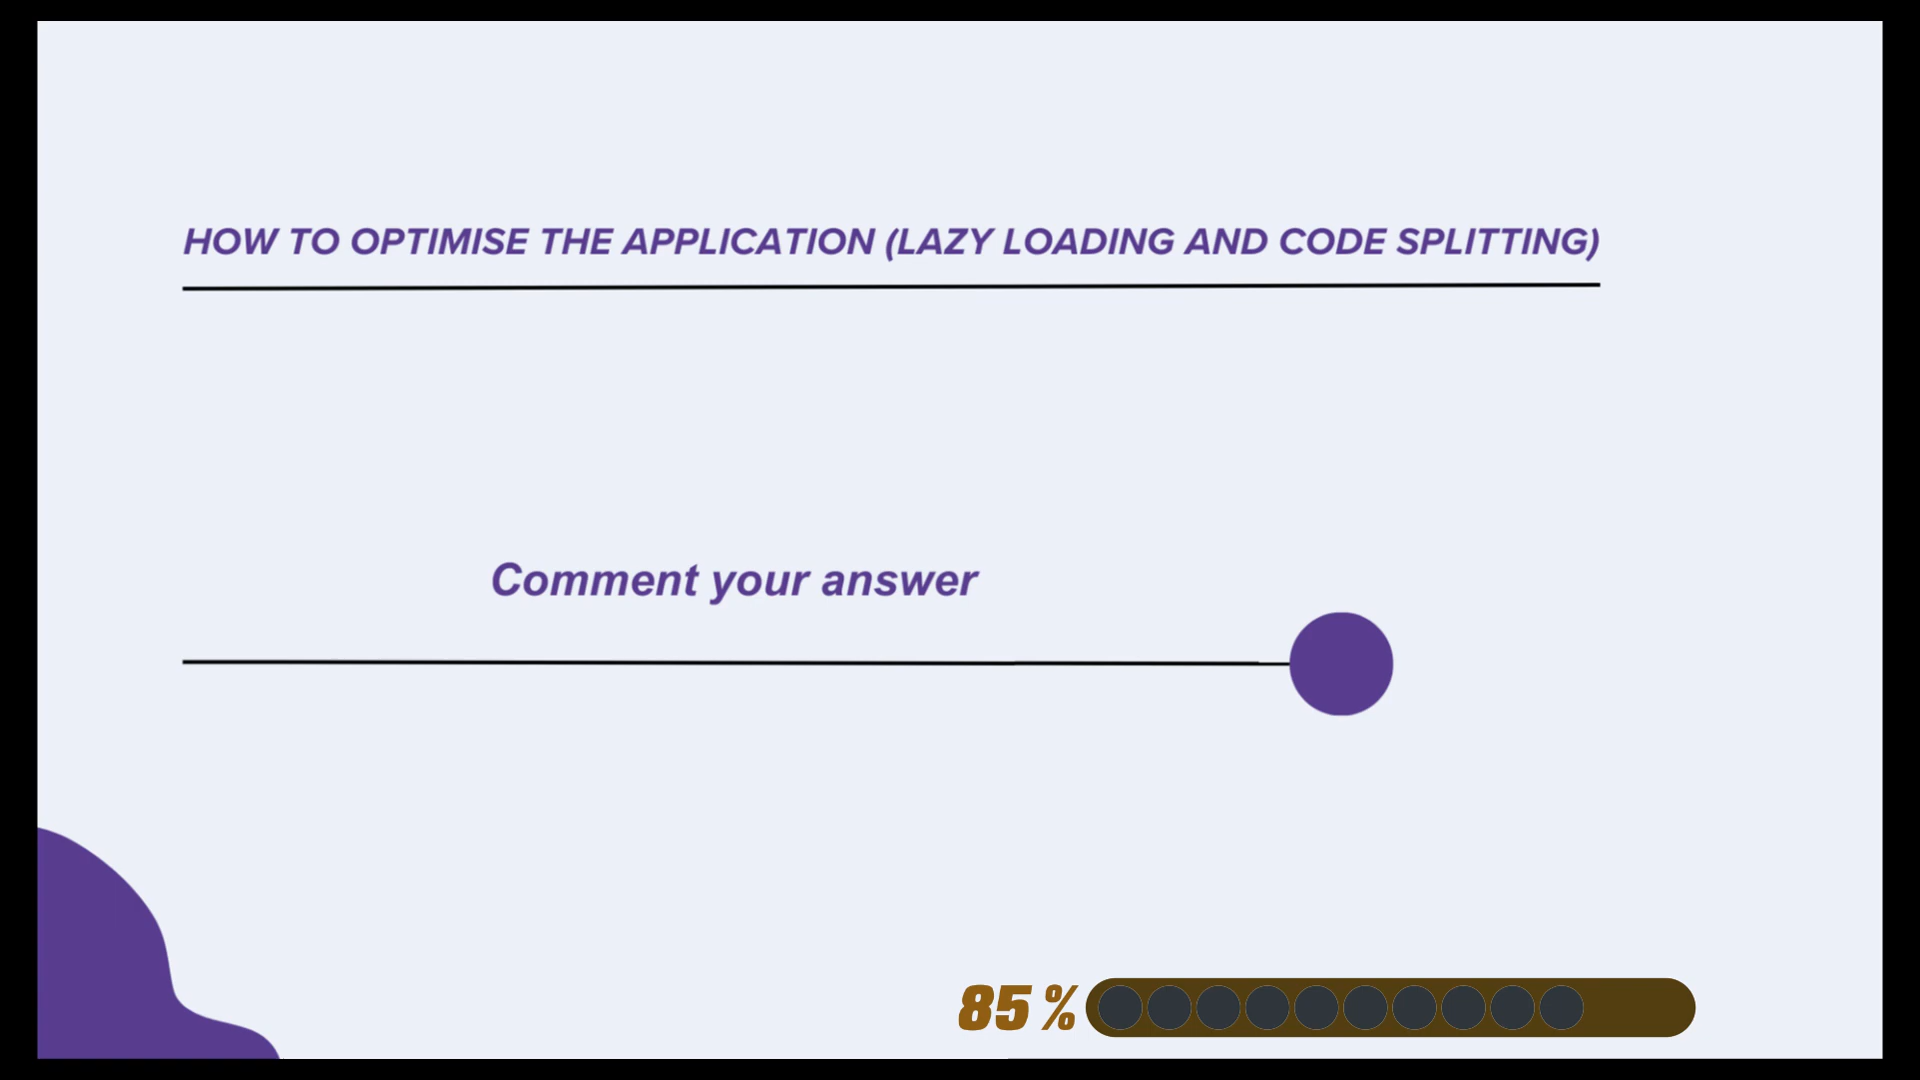 HOW TO OPTIMISE THE APPLICATION (LAZY LOADING AND CODE SPLITTING)
Comment your answer
85 %